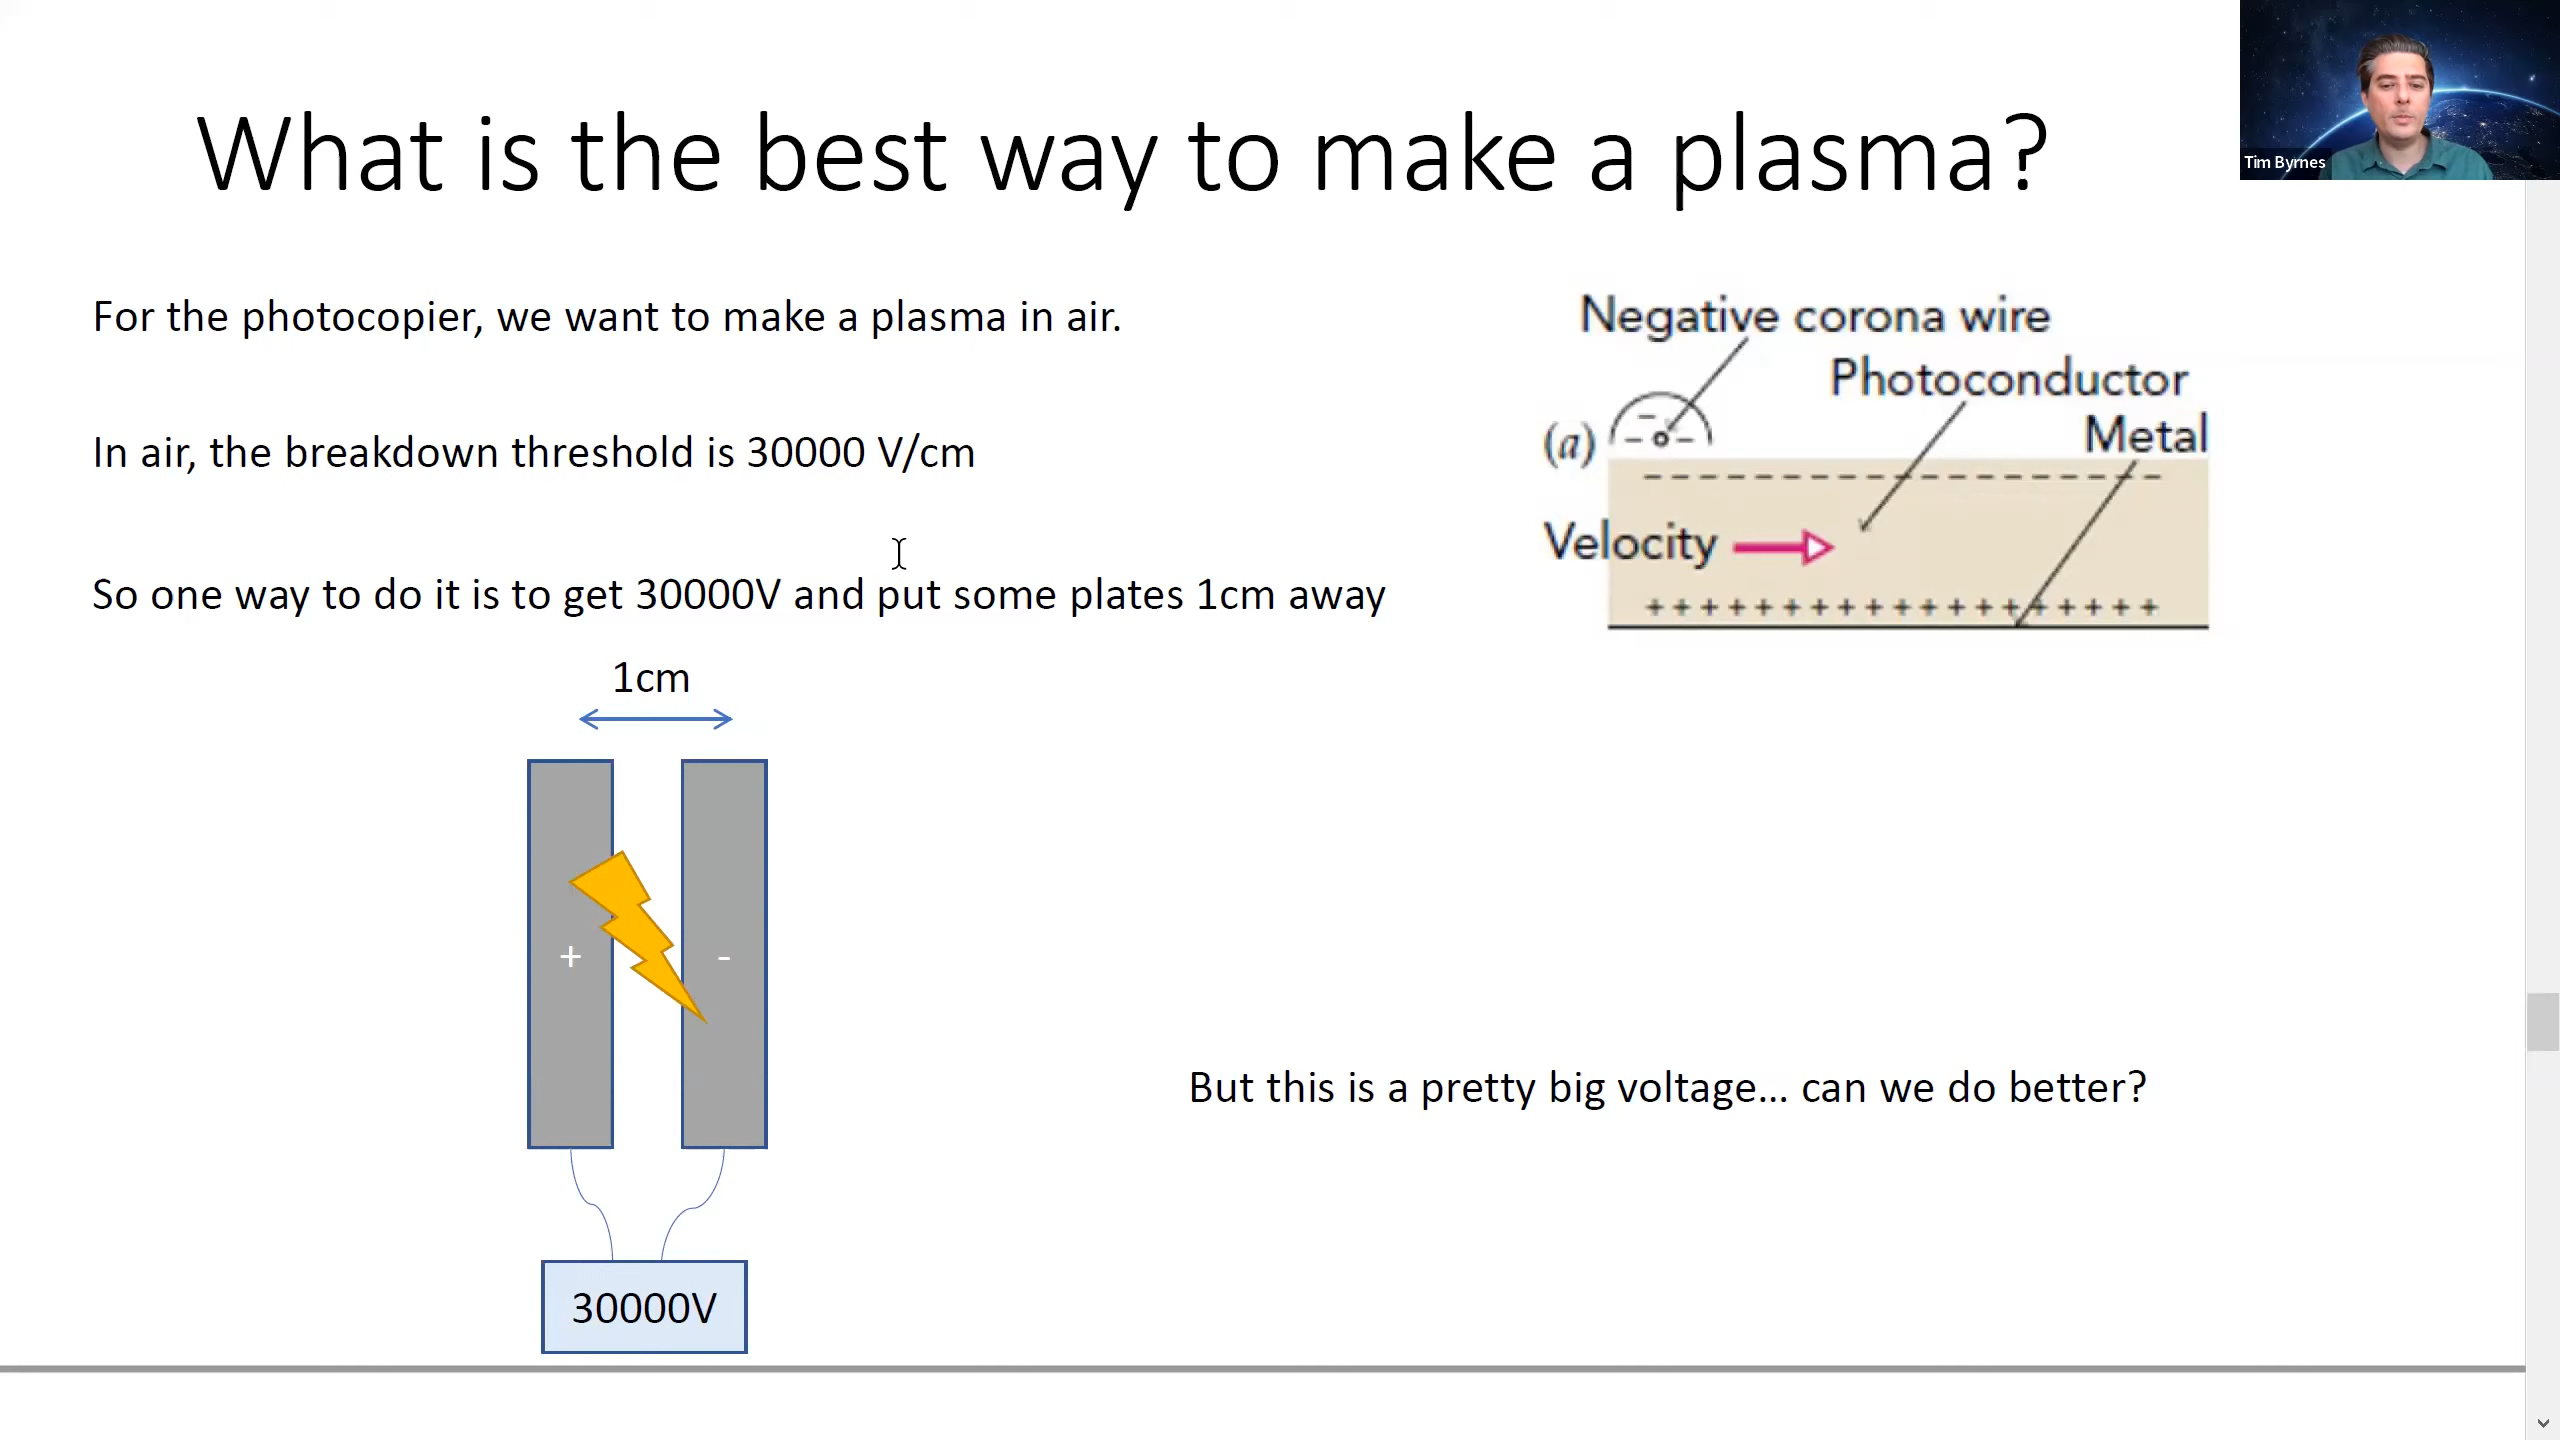 What is the best way to make a plasma?
Tim Byrnes
For the photocopier, we want to make a plasma in air.
In air, the breakdown threshold is 30000 V/cm
So one way to do it is to get 30000V and put some plates 1cm away
Negative corona wire
Photoconductor
Metal
(a)
- - -
- - - - - - - - - - - - - - - - - - -
Velocity
+ + + + + + + + + + + + + + + + + + +
1cm
+ -
30000V
But this is a pretty big voltage... can we do better?